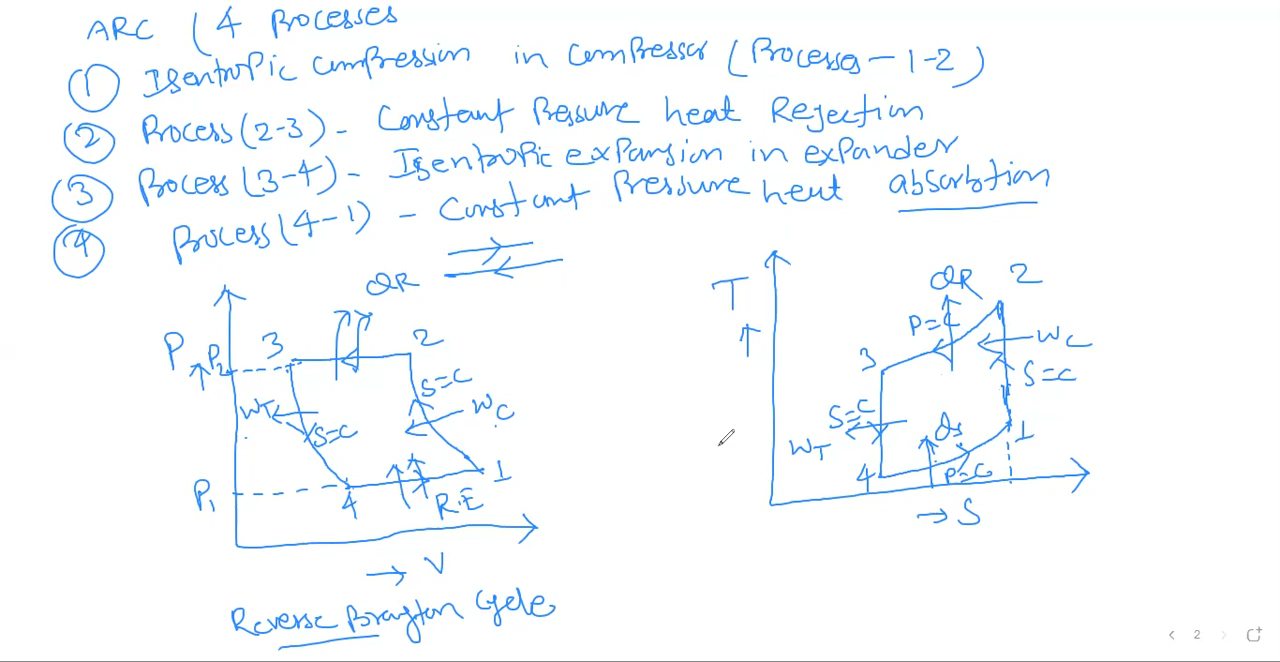 ARC (4 Processes
1 Isentropic compression in compressor (Processes - 1-2)
2 Process (2-3) - Constant Pressure heat Rejection
3 Process (3-4) - Isentropic expansion in expander
4 Process (4-1) - Constant Pressure heat absorbtion
QR
P
P2
3
2
S=C
WT
S=C
WC
P1
4
R.E
1
V
Reverse Brayton Cycle
T
QR
2
P=C
3
WC
S=C
S=C
WT
Qs
1
4
P=C
S
2